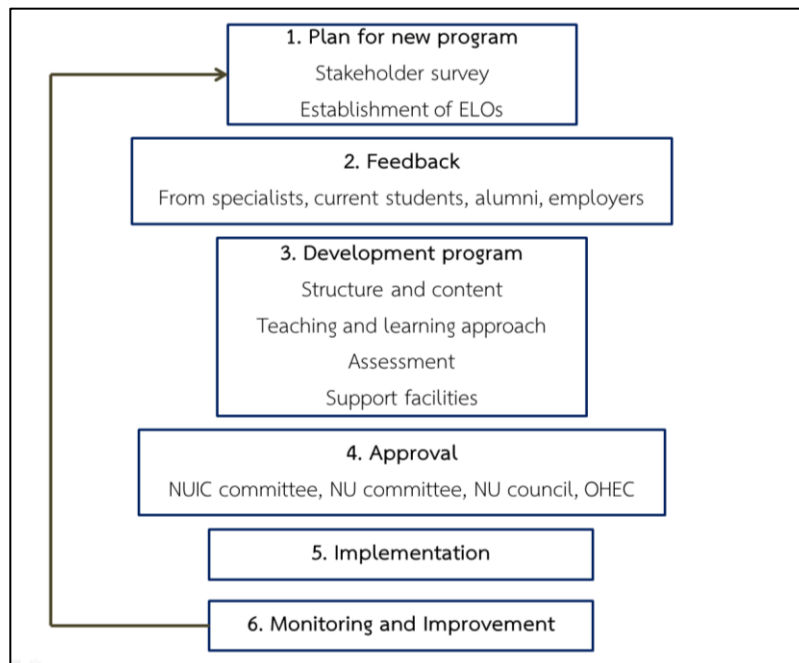 1. Plan for new program
Stakeholder survey
Establishment of ELOs
2. Feedback
From specialists, current students, alumni, employers
3. Development program
Structure and content
Teaching and learning approach
Assessment
Support facilities
4. Approval
NUIC committee, NU committee, NU council, OHEC
5. Implementation
6. Monitoring and Improvement